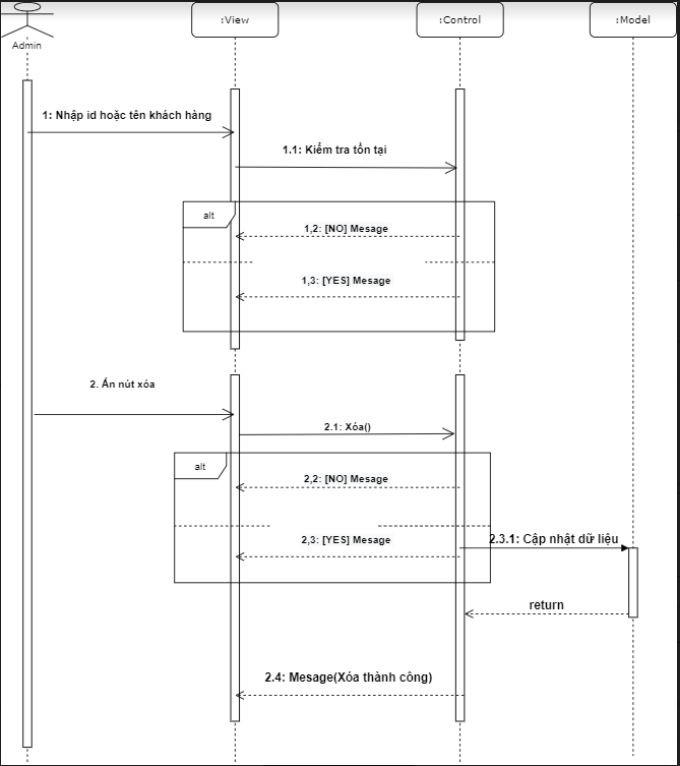 :View
:Control
:Model
Admin
1: Nhập id hoặc tên khách hàng
1.1: Kiểm tra tồn tại
alt
1,2: [NO] Mesage
1,3: [YES] Mesage
2. Ấn nút xóa
2.1: Xóa()
alt
2,2: [NO] Mesage
2,3: [YES] Mesage
2.3.1: Cập nhật dữ liệu
return
2.4: Mesage(Xóa thành công)